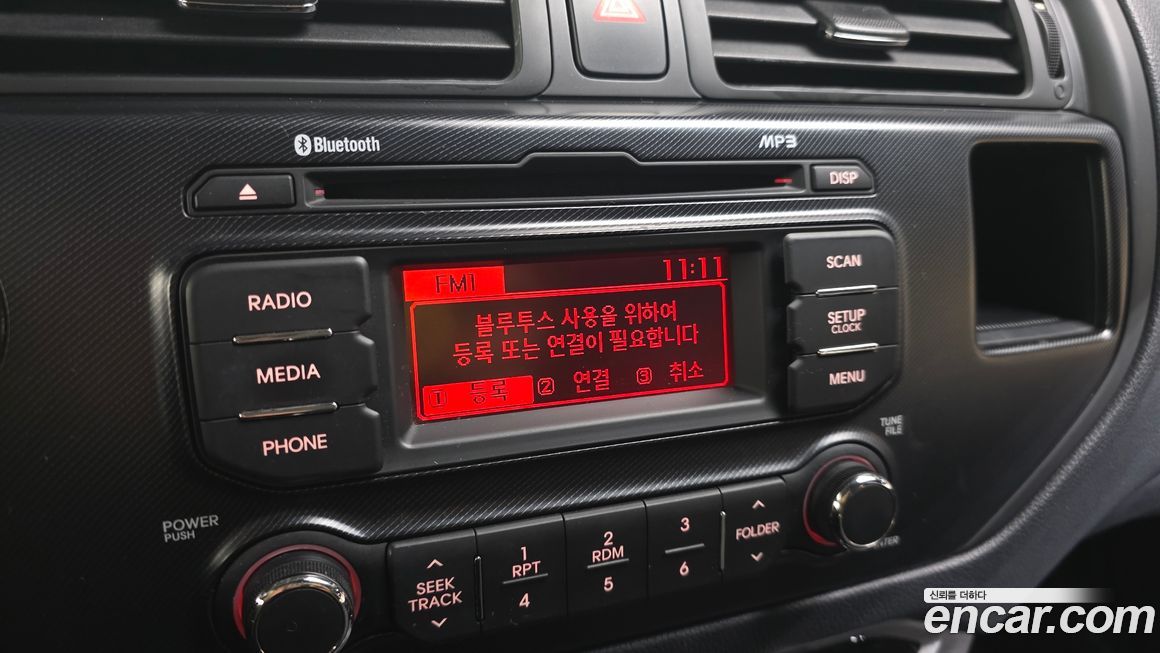 Bluetooth
MP3
DISP
RADIO
MEDIA
PHONE
FM1
11:11
블루투스 사용을 위하여
등록 또는 연결이 필요합니다
1 등록 2 연결 3 취소
SCAN
SETUP
CLOCK
MENU
TUNE
FILE
POWER
PUSH
SEEK
TRACK
1
RPT
4
2
RDM
5
3
6
FOLDER
신뢰를 더하다
encar.com